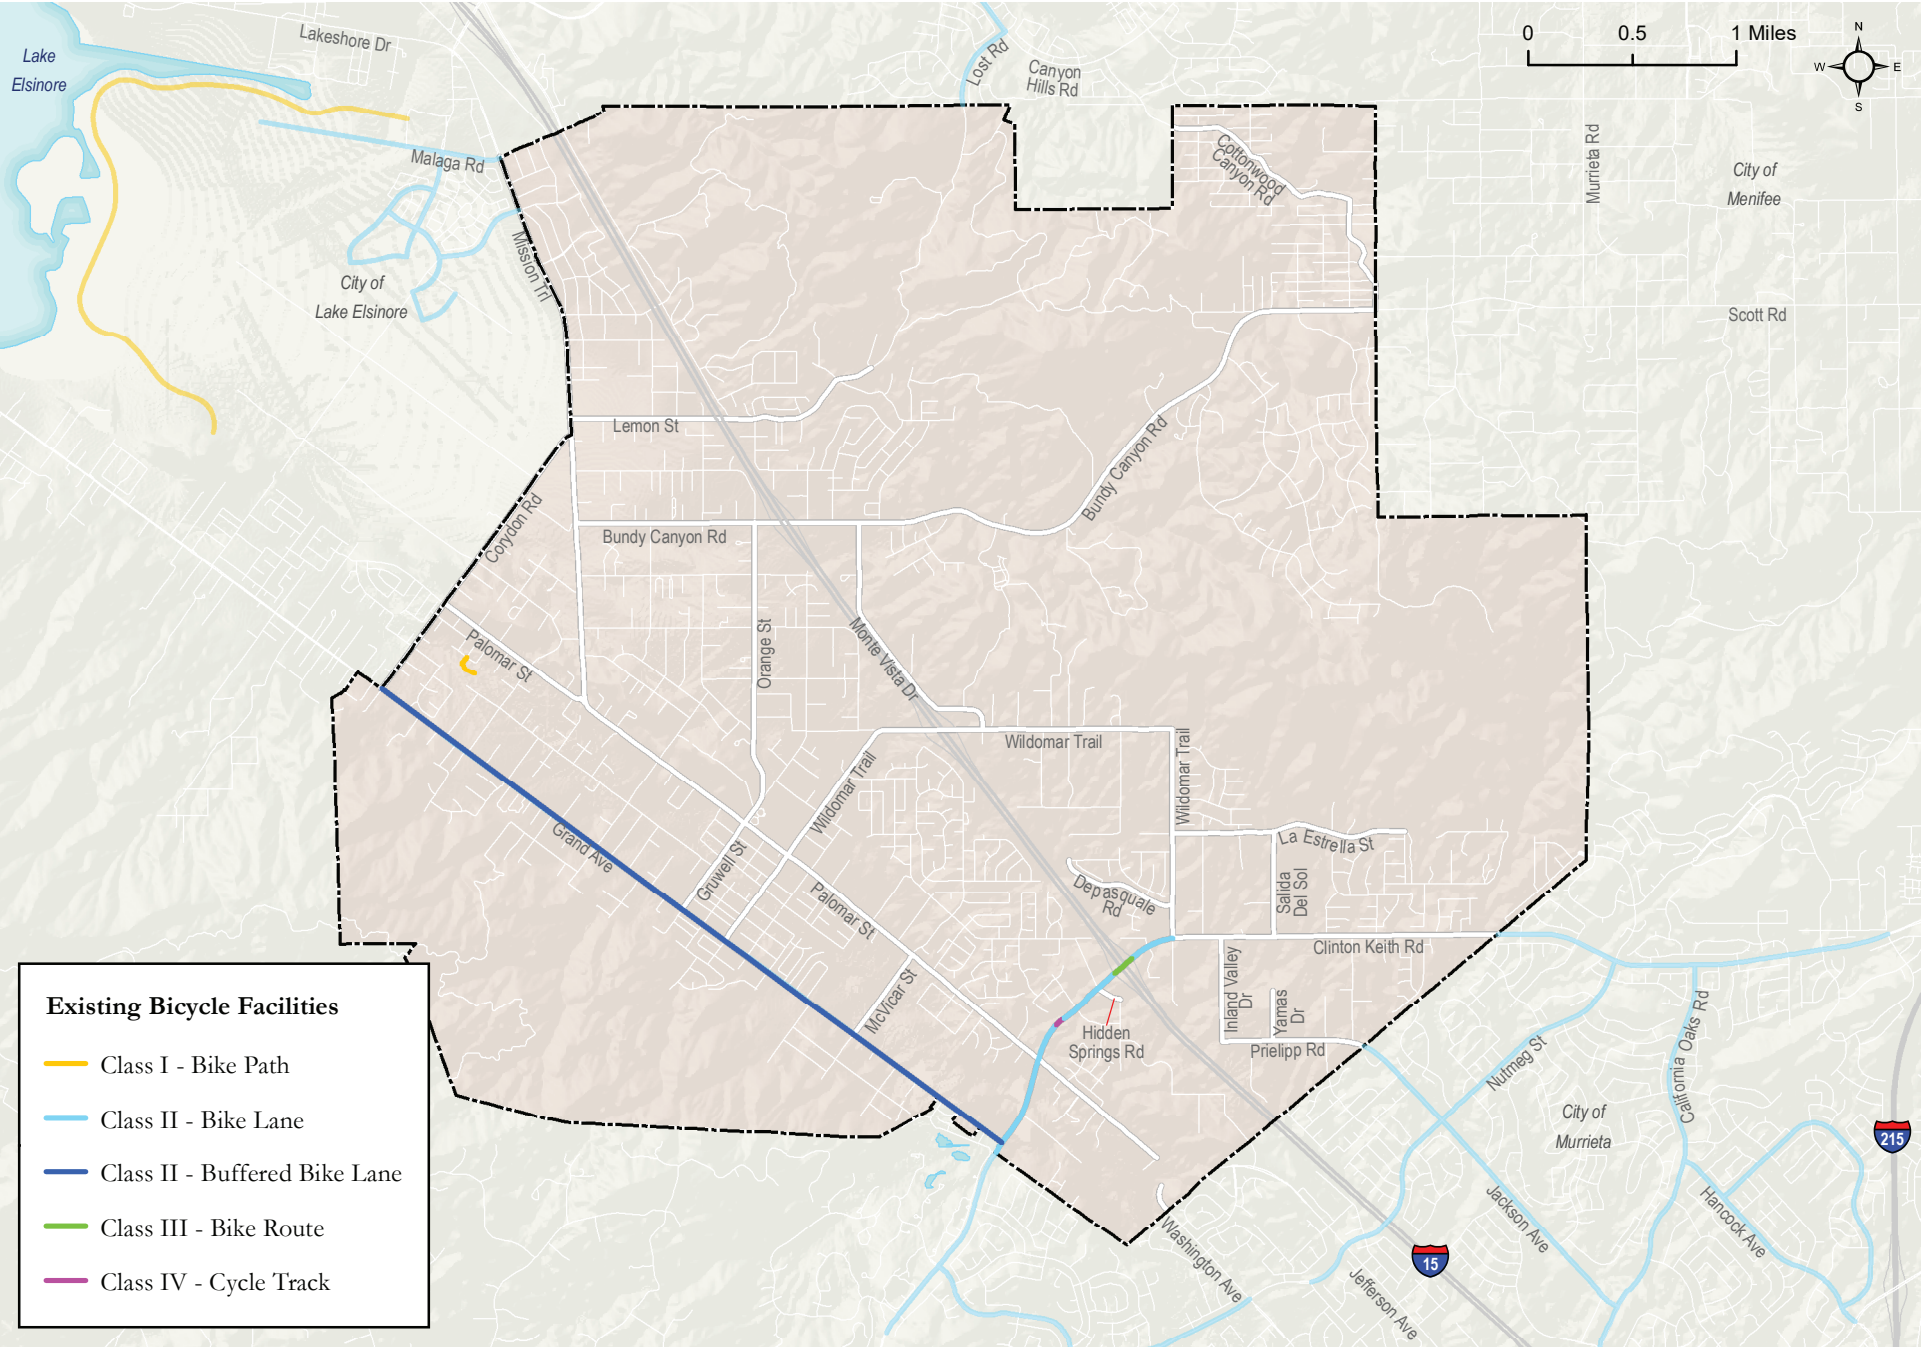 Lake
Elsinore
Lakeshore Dr
Lost Rd
Canyon
Hills Rd
0 0.5 1 Miles
N
W E
S
Malaga Rd
Cottonwood
Canyon Rd
Murrieta Rd
City of
Menifee
Mission Trl
City of
Lake Elsinore
Scott Rd
Lemon St
Bundy Canyon Rd
Corydon Rd
Bundy Canyon Rd
Palomar St
Orange St
Monte Vista Dr
Wildomar Trail
Wildomar Trail
Wildomar Trail
Grand Ave
Gruwell St
La Estrella St
Palomar St
Depasquale
Rd
Salida
Del Sol
Clinton Keith Rd
McVicar St
Inland Valley
Dr
Yamas
Dr
Hidden
Springs Rd
Prielipp Rd
Nutmeg St
California Oaks Rd
City of
Murrieta
215
Jackson Ave
Hancock Ave
Washington Ave
15
Jefferson Ave
Existing Bicycle Facilities
Class I - Bike Path
Class II - Bike Lane
Class II - Buffered Bike Lane
Class III - Bike Route
Class IV - Cycle Track